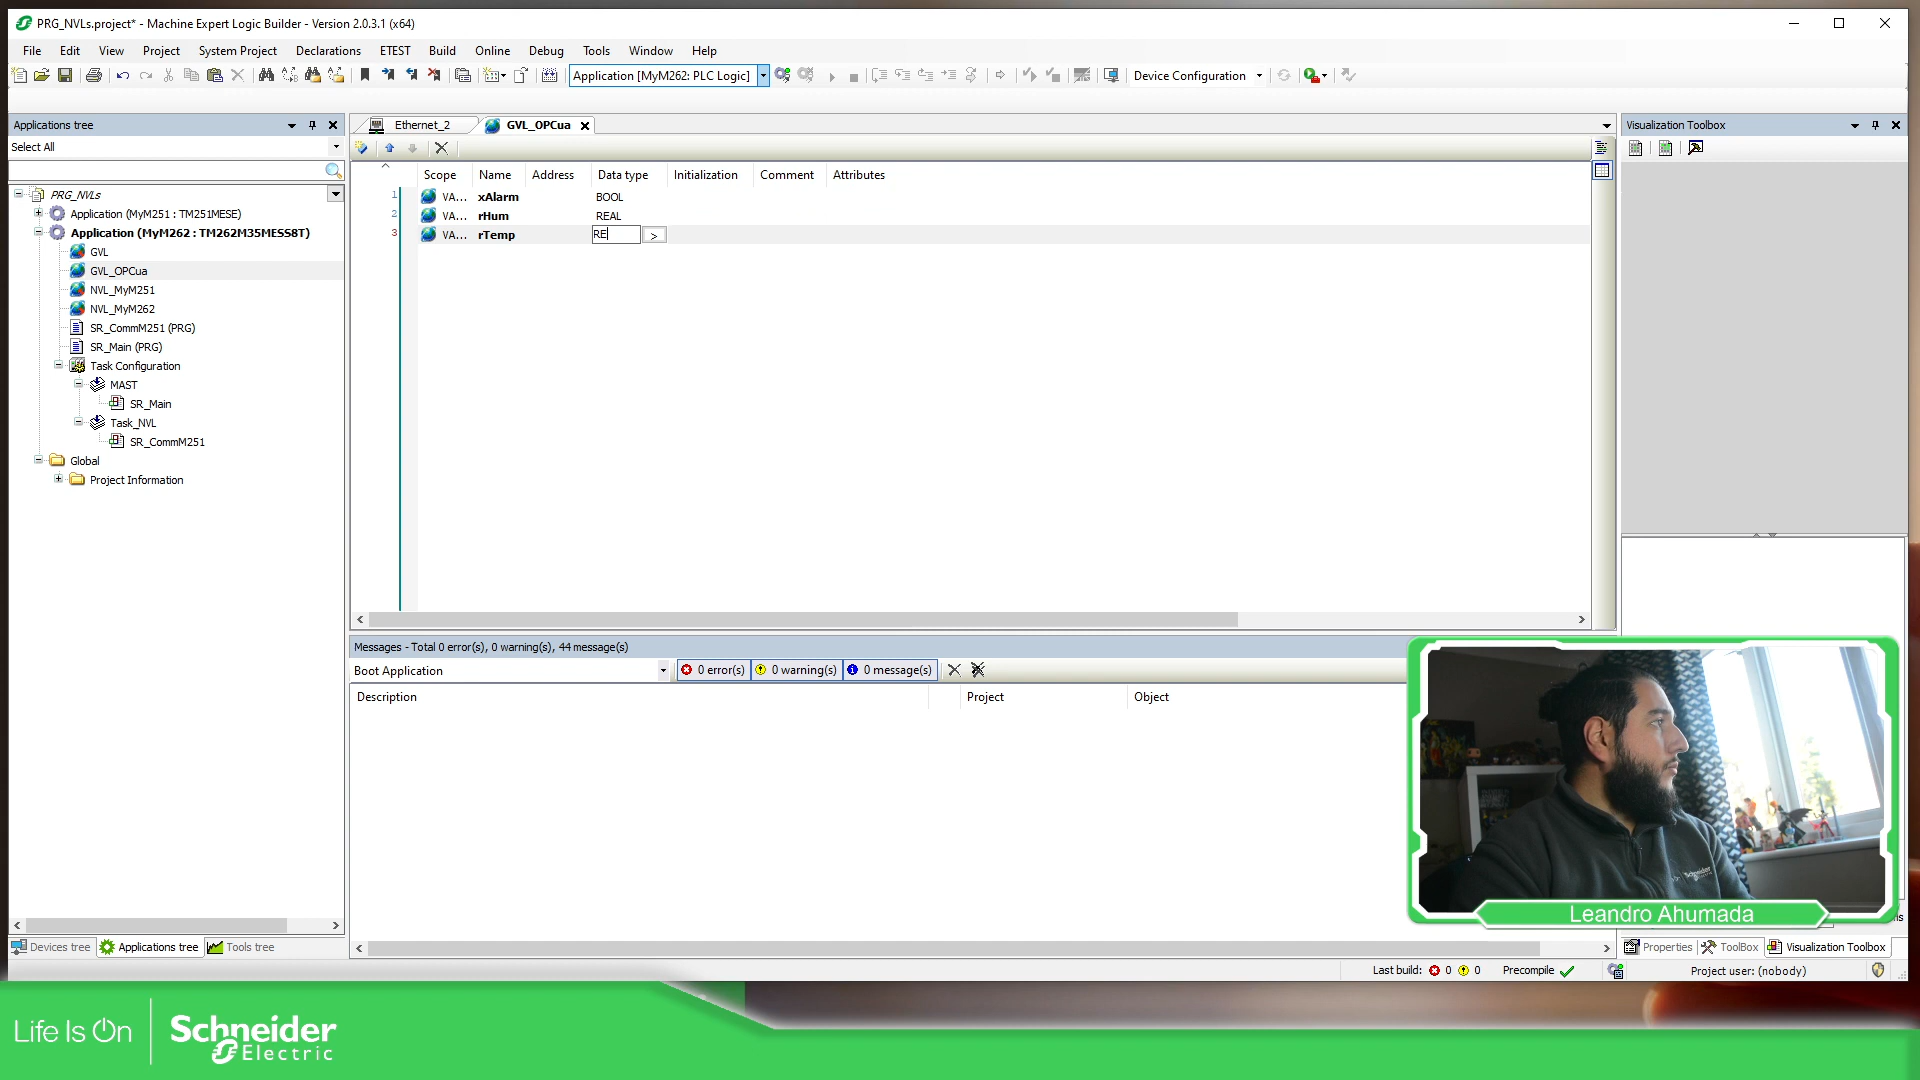 PRG_NVLs.project* - Machine Expert Logic Builder - Version 2.0.3.1 (x64)
File Edit View Project System Project Declarations ETEST Build Online Debug Tools Window Help
Application [MyM262: PLC Logic] Device Configuration
Applications tree
Select All
PRG_NVLs
Application (MyM251 : TM251MESE)
Application (MyM262 : TM262M35MESS8T)
GVL
GVL_OPCua
NVL_MyM251
NVL_MyM262
SR_CommM251 (PRG)
SR_Main (PRG)
Task Configuration
MAST
SR_Main
Task_NVL
SR_CommM251
Global
Project Information
Devices tree Applications tree Tools tree
Ethernet_2 GVL_OPCua
Scope Name Address Data type Initialization Comment Attributes
1 VA... xAlarm BOOL
2 VA... rHum REAL
3 VA... rTemp RE >
Messages - Total 0 error(s), 0 warning(s), 44 message(s)
Boot Application 0 error(s) 0 warning(s) 0 message(s)
Description Project Object
Visualization Toolbox
Schneider
Electric
Leandro Ahumada
Properties ToolBox Visualization Toolbox
Last build: 0 0 Precompile Project user: (nobody)
Life Is On Schneider
Electric